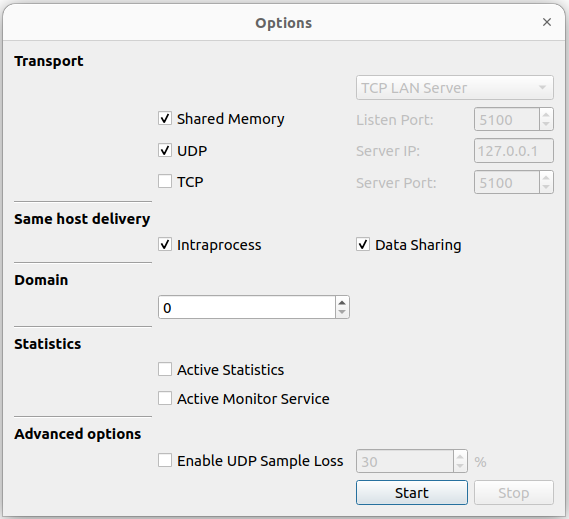 Options
Transport
TCP LAN Server
Shared Memory Listen Port: 5100
UDP Server IP: 127.0.0.1
TCP Server Port: 5100
Same host delivery
Intraprocess Data Sharing
Domain
0
Statistics
Active Statistics
Active Monitor Service
Advanced options
Enable UDP Sample Loss 30 %
Start Stop